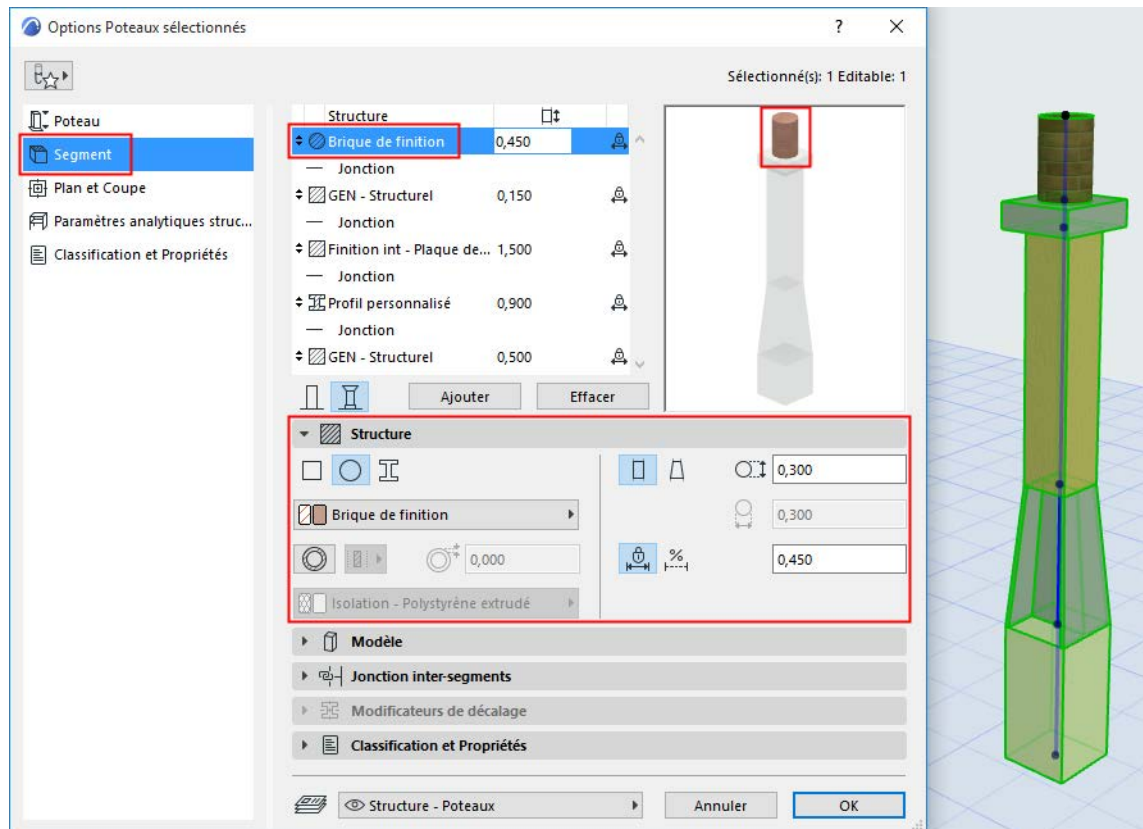 Options Poteaux sélectionnés ?
Sélectionné(s): 1 Editable: 1
Poteau
Segment
Plan et Coupe
Paramètres analytiques struc...
Classification et Propriétés
Structure
Brique de finition 0,450
Jonction
GEN - Structurel 0,150
Jonction
Finition int - Plaque de... 1,500
Jonction
Profil personnalisé 0,900
Jonction
GEN - Structurel 0,500
Ajouter Effacer
Structure
0,300
Brique de finition 0,300
0,000 % 0,450
Isolation - Polystyrène extrudé
Modèle
Jonction inter-segments
Modificateurs de décalage
Classification et Propriétés
Structure - Poteaux Annuler OK